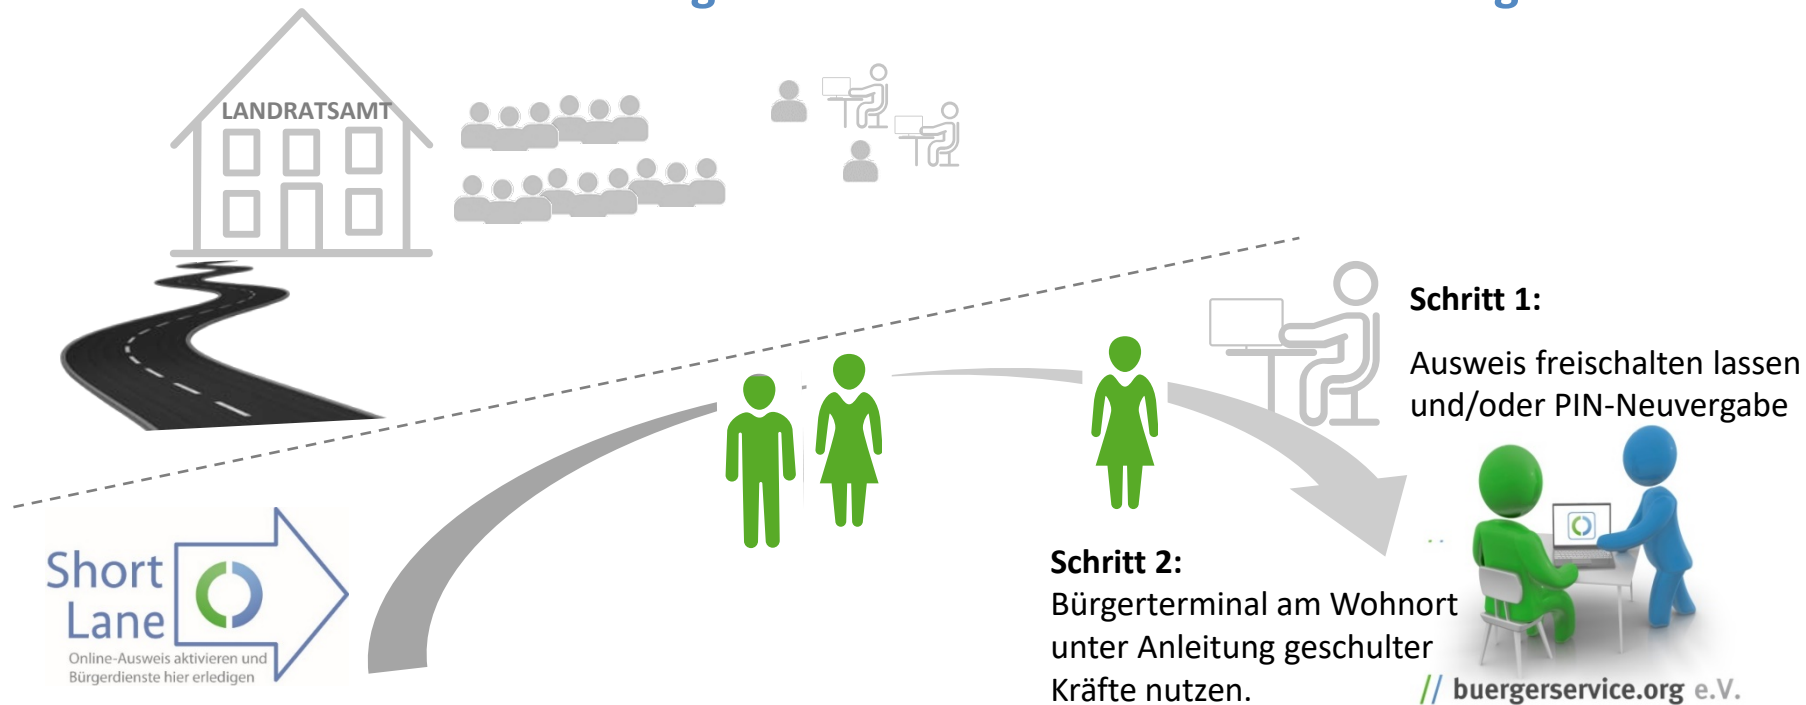 LANDRATSAMT
Schritt 1:
Ausweis freischalten lassen
und/oder PIN-Neuvergabe
Short
Lane
Online-Ausweis aktivieren und
Bürgerdienste hier erledigen
Schritt 2:
Bürgerterminal am Wohnort
unter Anleitung geschulter
Kräfte nutzen.
// buergerservice.org e.V.